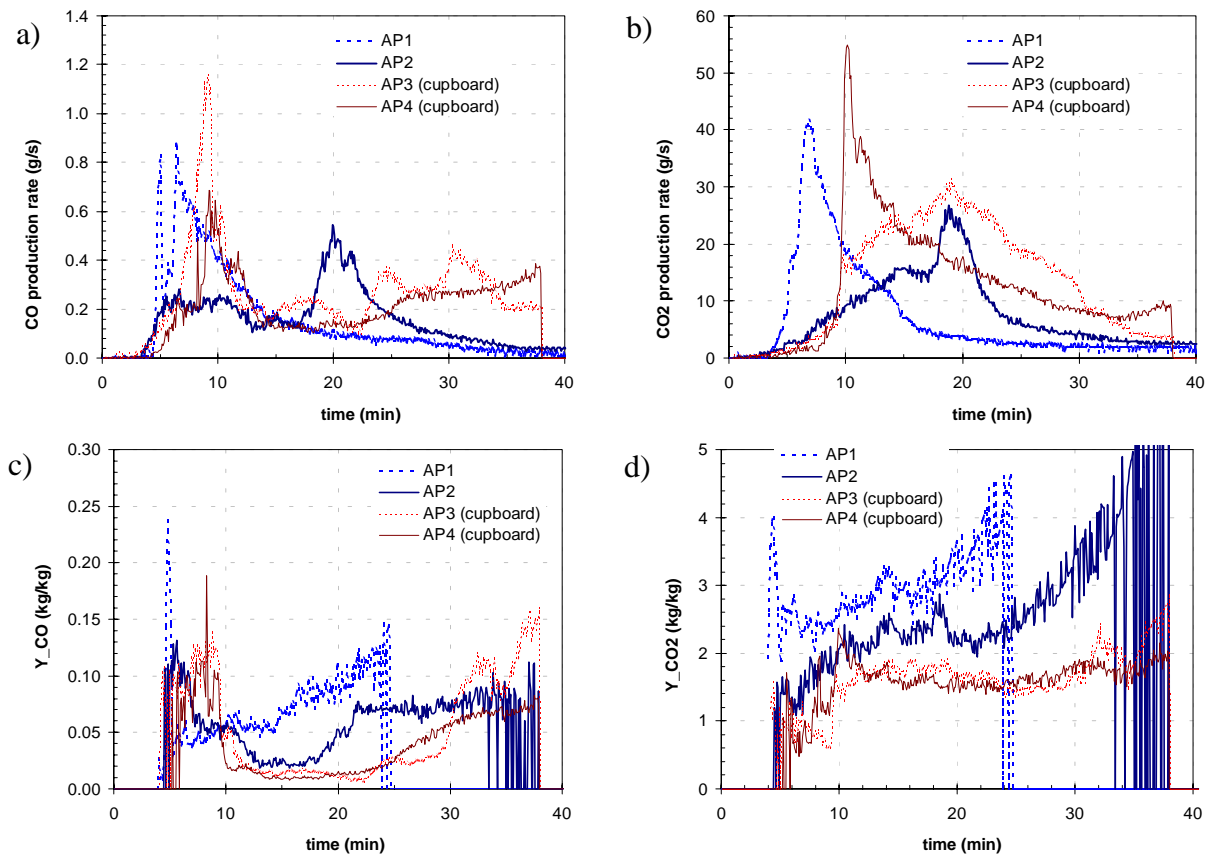 a)
CO production rate (g/s)
1.4
1.2
1.0
0.8
0.6
0.4
0.2
0.0
0
10
20
30
40
time (min)
AP1
AP2
AP3 (cupboard)
AP4 (cupboard)
b)
CO2 production rate (g/s)
60
50
40
30
20
10
0
0
10
20
30
40
time (min)
AP1
AP2
AP3 (cupboard)
AP4 (cupboard)
c)
Y_CO (kg/kg)
0.30
0.25
0.20
0.15
0.10
0.05
0.00
0
10
20
30
40
time (min)
AP1
AP2
AP3 (cupboard)
AP4 (cupboard)
d)
Y_CO2 (kg/kg)
5
4
3
2
1
0
0
10
20
30
40
time (min)
AP1
AP2
AP3 (cupboard)
AP4 (cupboard)